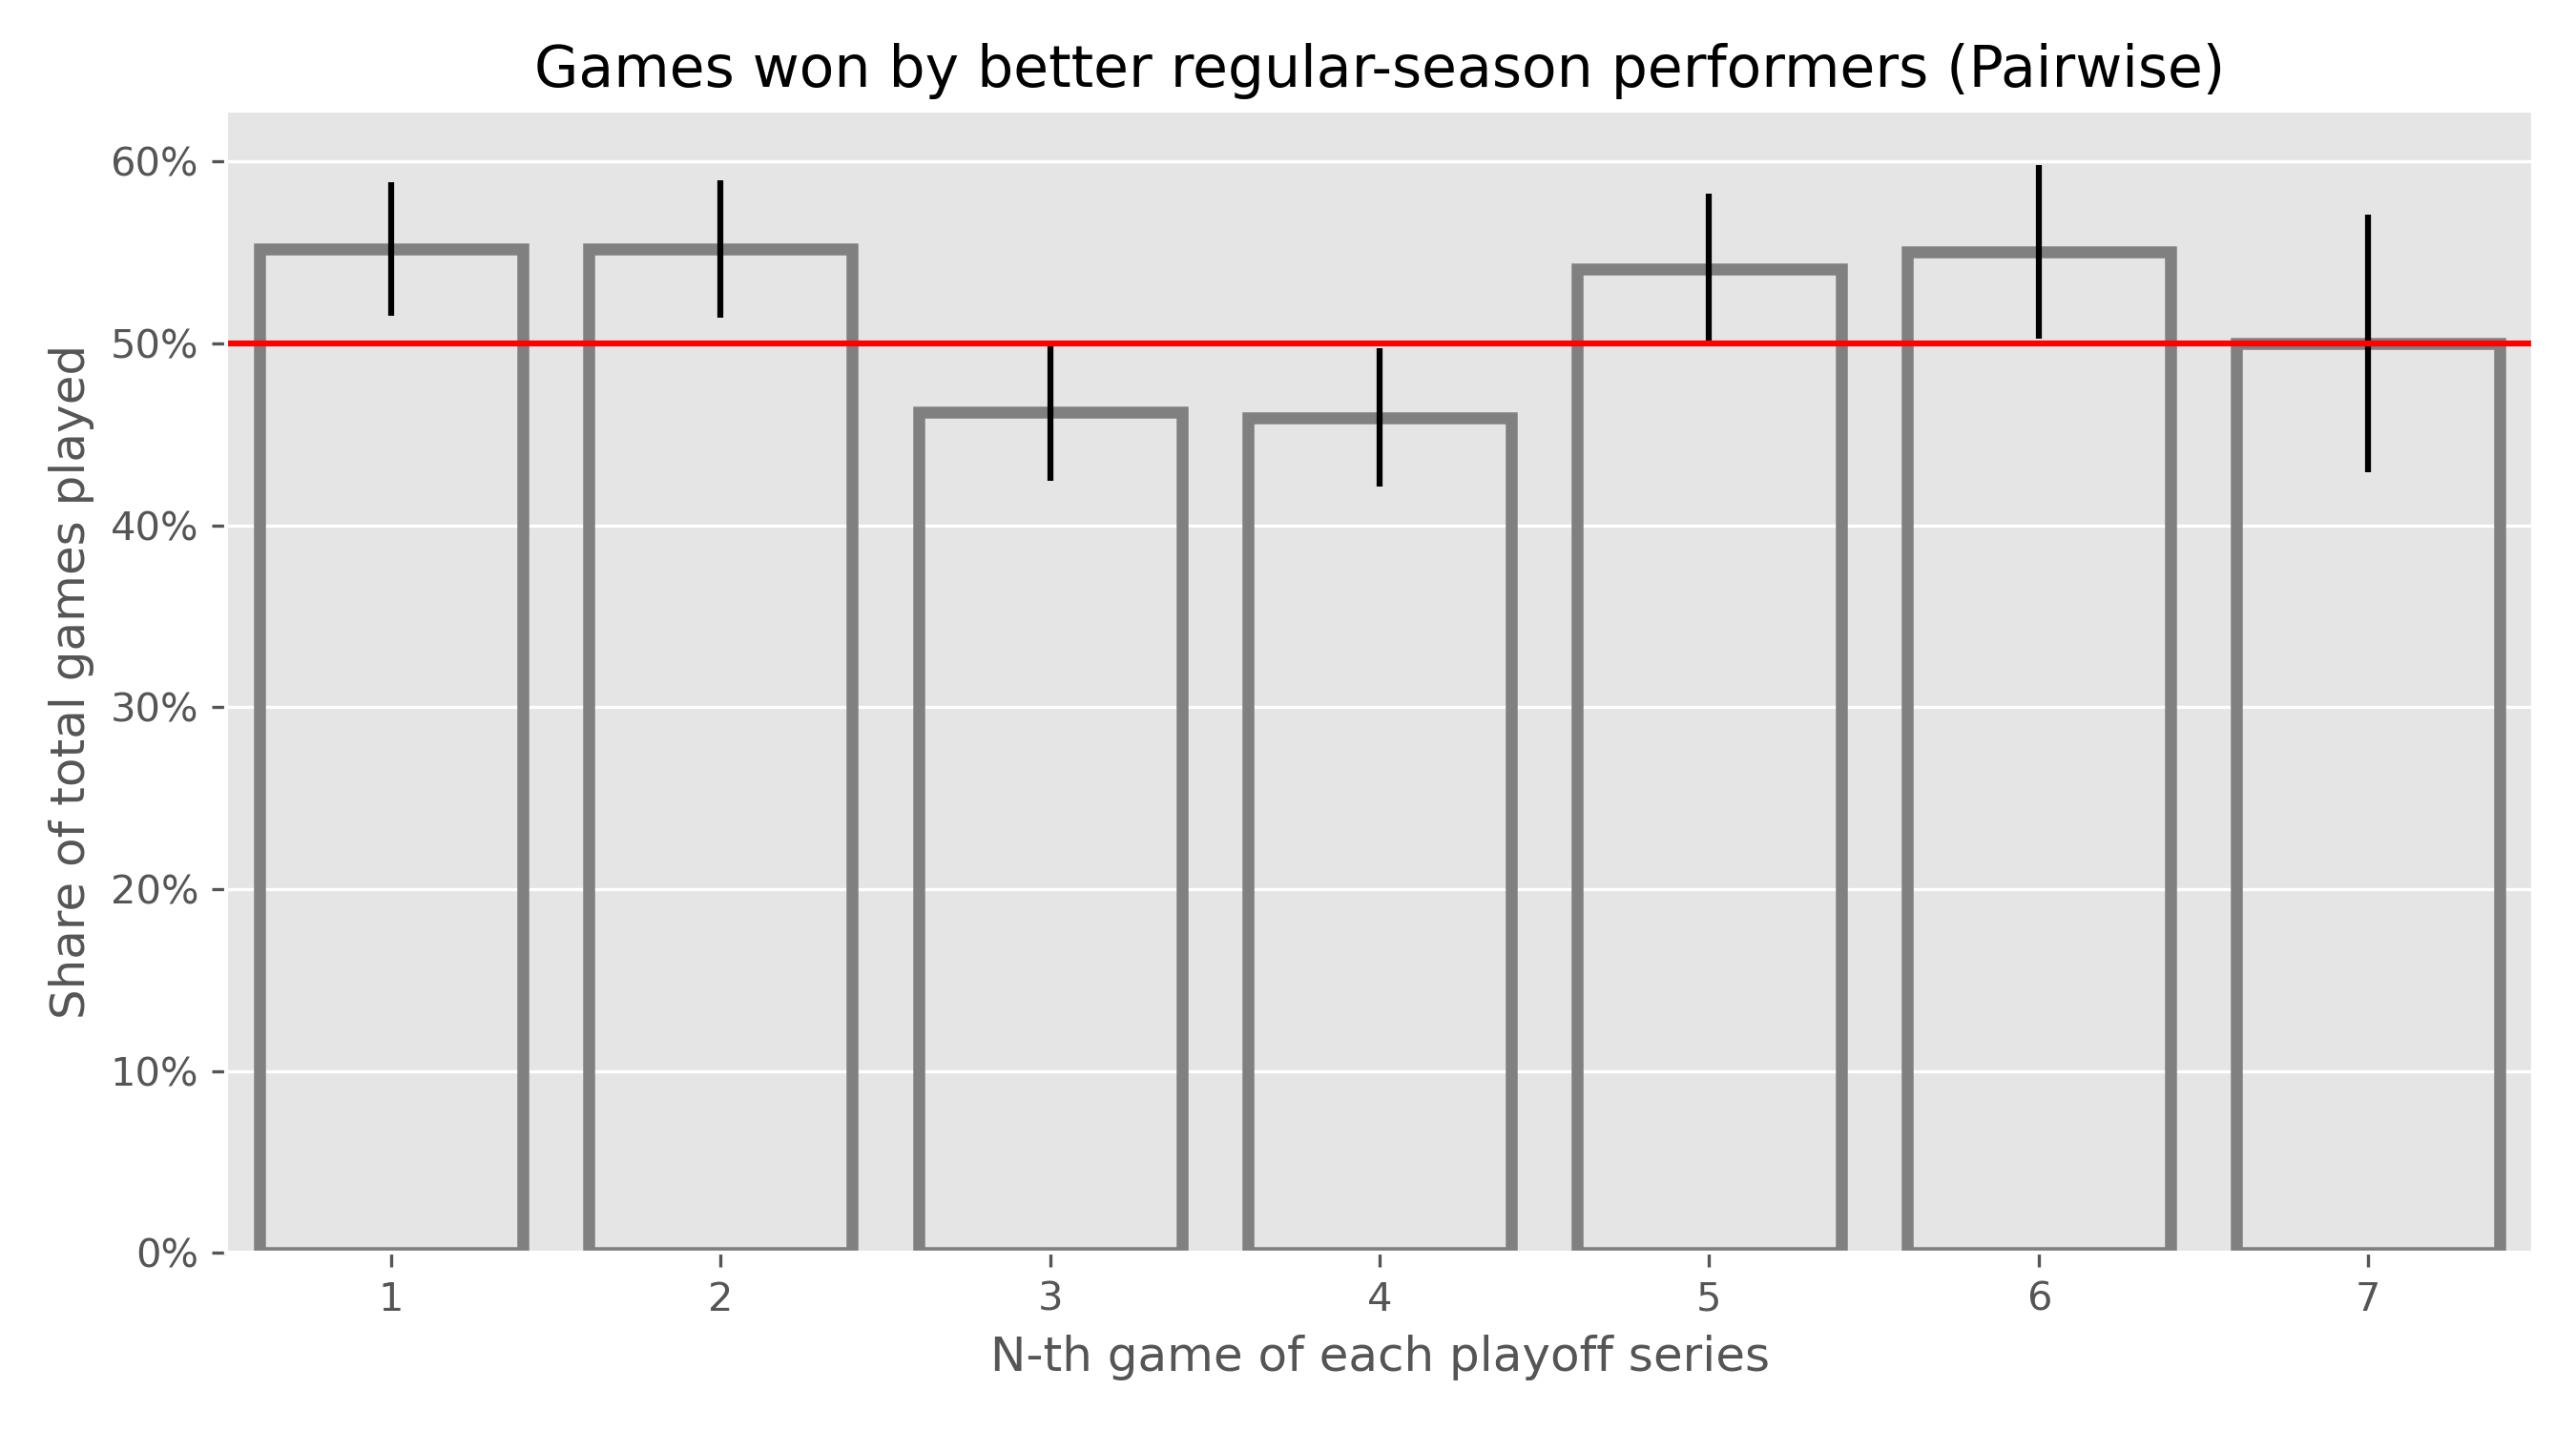 Games won by better regular-season performers (Pairwise)
Share of total games played
60%
50%
40%
30%
20%
10%
0%
1 2 3 4 5 6 7
N-th game of each playoff series